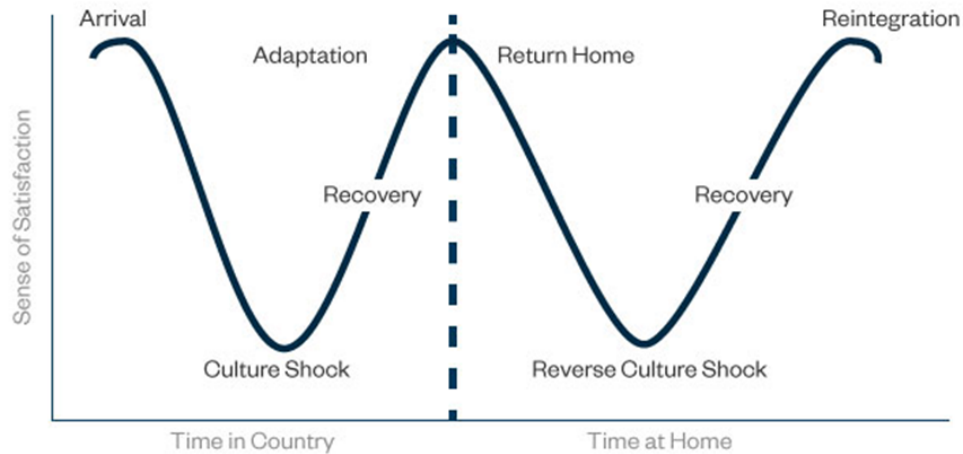 Arrival
Reintegration
Adaptation
Return Home
Sense of Satisfaction
Recovery
Recovery
Culture Shock
Reverse Culture Shock
Time in Country
Time at Home